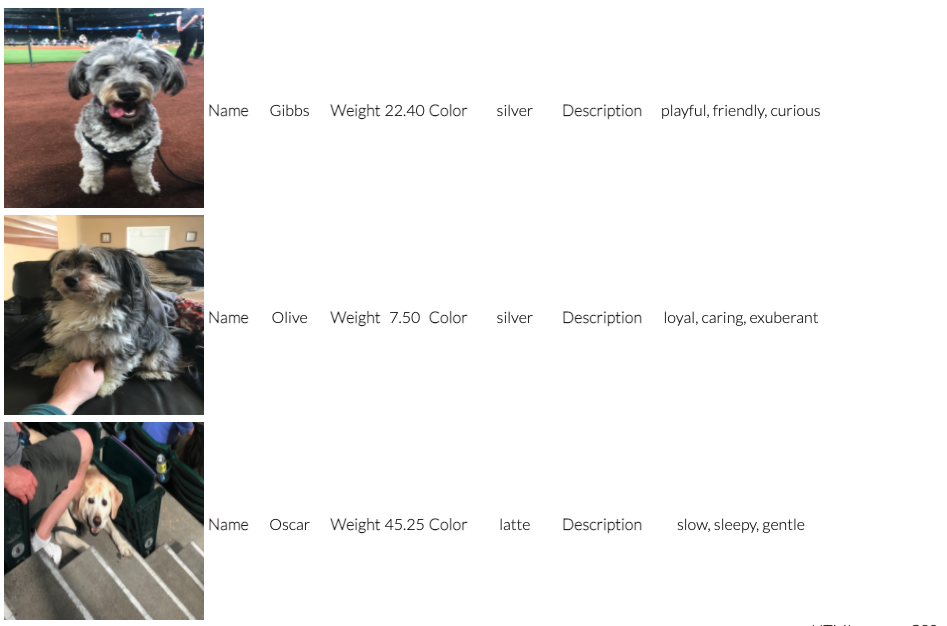 Name Gibbs Weight 22.40 Color silver Description playful, friendly, curious
Name Olive Weight 7.50 Color silver Description loyal, caring, exuberant
Name Oscar Weight 45.25 Color latte Description slow, sleepy, gentle